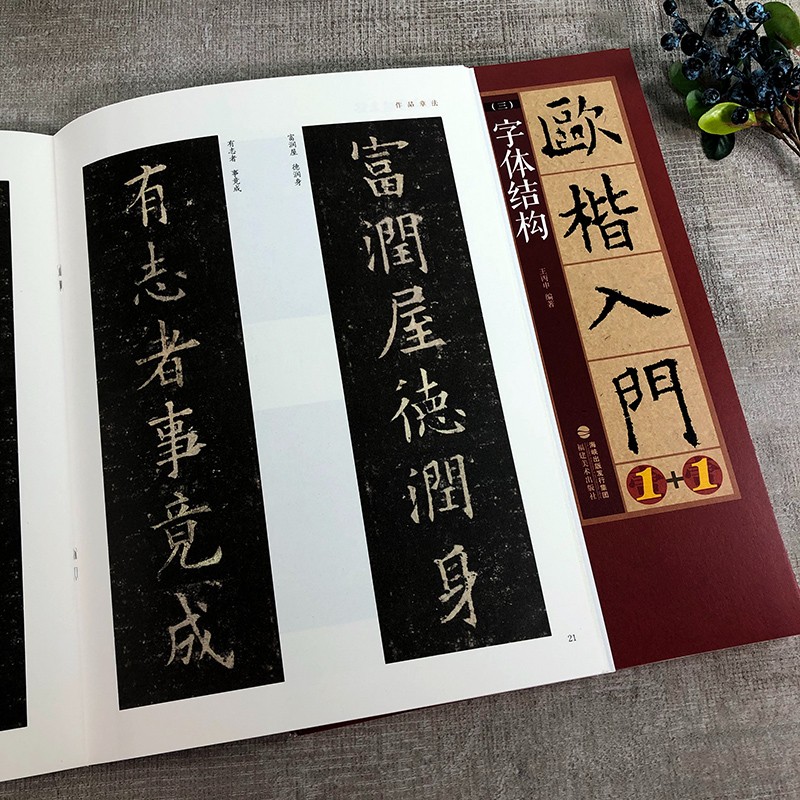 作品章法
富潤屋德潤身
富润屋 德润身
有志者事竟成
有志者 事竟成
21
歐楷入門
1+1
(三)
字体结构
王丙申 编著
海峡出版发行集团
福建美术出版社